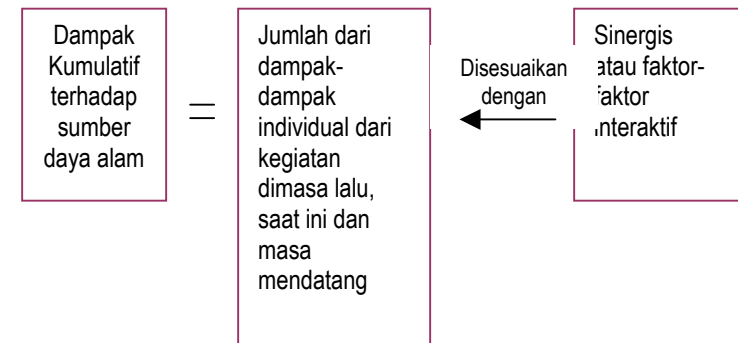 Dampak
Kumulatif
terhadap
sumber
daya alam
=
Jumlah dari
dampak-
dampak
individual dari
kegiatan
dimasa lalu,
saat ini dan
masa
mendatang
Disesuaikan
dengan
Sinergis
atau faktor-
faktor
interaktif